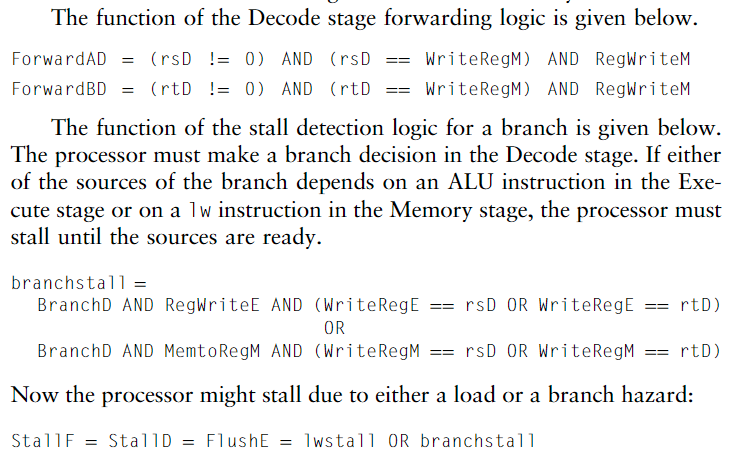 The function of the Decode stage forwarding logic is given below.
ForwardAD = (rsD != 0) AND (rsD == WriteRegM) AND RegWriteM
ForwardBD = (rtD != 0) AND (rtD == WriteRegM) AND RegWriteM
The function of the stall detection logic for a branch is given below.
The processor must make a branch decision in the Decode stage. If either
of the sources of the branch depends on an ALU instruction in the Exe-
cute stage or on a lw instruction in the Memory stage, the processor must
stall until the sources are ready.
branchstall =
BranchD AND RegWriteE AND (WriteRegE == rsD OR WriteRegE == rtD)
OR
BranchD AND MemtoRegM AND (WriteRegM == rsD OR WriteRegM == rtD)
Now the processor might stall due to either a load or a branch hazard:
StallF = StallD = FlushE = lwstall OR branchstall